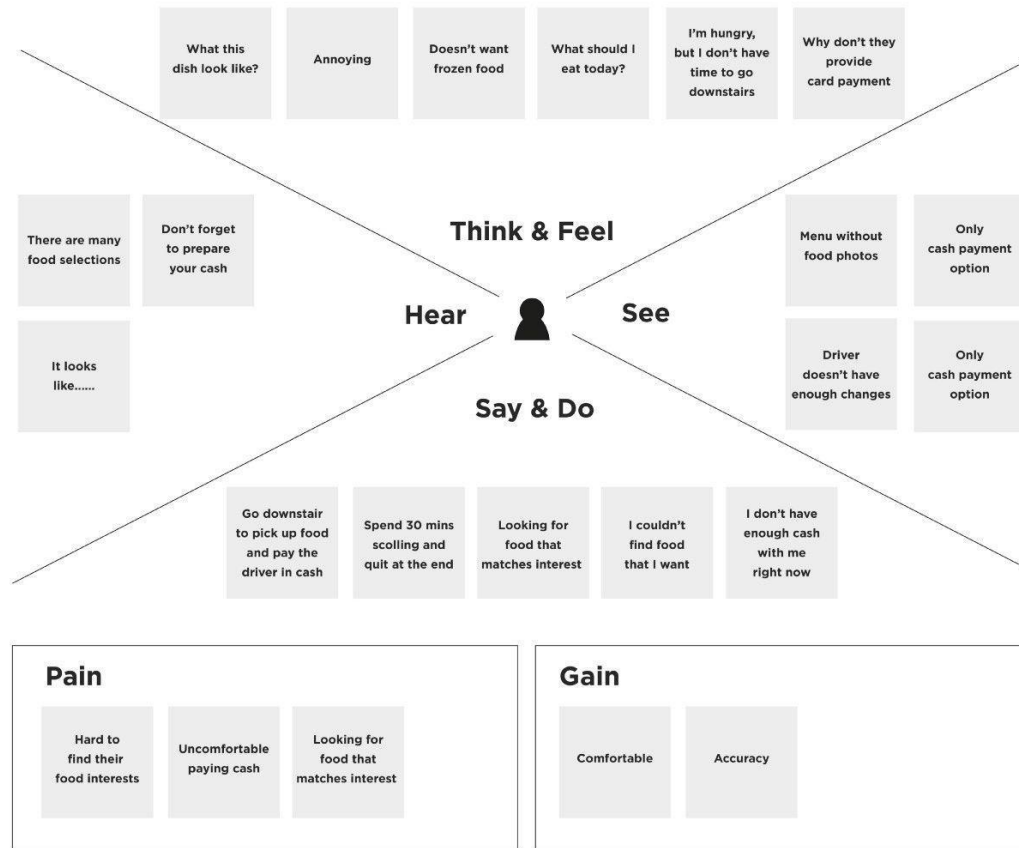 What this
dish look like?
Annoying
Doesn't want
frozen food
What should I
eat today?
I'm hungry,
but I don't have
time to go
downstairs
Why don't they
provide
card payment
Think & Feel
There are many
food selections
Don't forget
to prepare
your cash
It looks
like......
Hear
See
Menu without
food photos
Only
cash payment
option
Driver
doesn't have
enough changes
Only
cash payment
option
Say & Do
Go downstair
to pick up food
and pay the
driver in cash
Spend 30 mins
scolling and
quit at the end
Looking for
food that
matches interest
I couldn't
find food
that I want
I don't have
enough cash
with me
right now
Pain
Hard to
find their
food interests
Uncomfortable
paying cash
Looking for
food that
matches interest
Gain
Comfortable
Accuracy